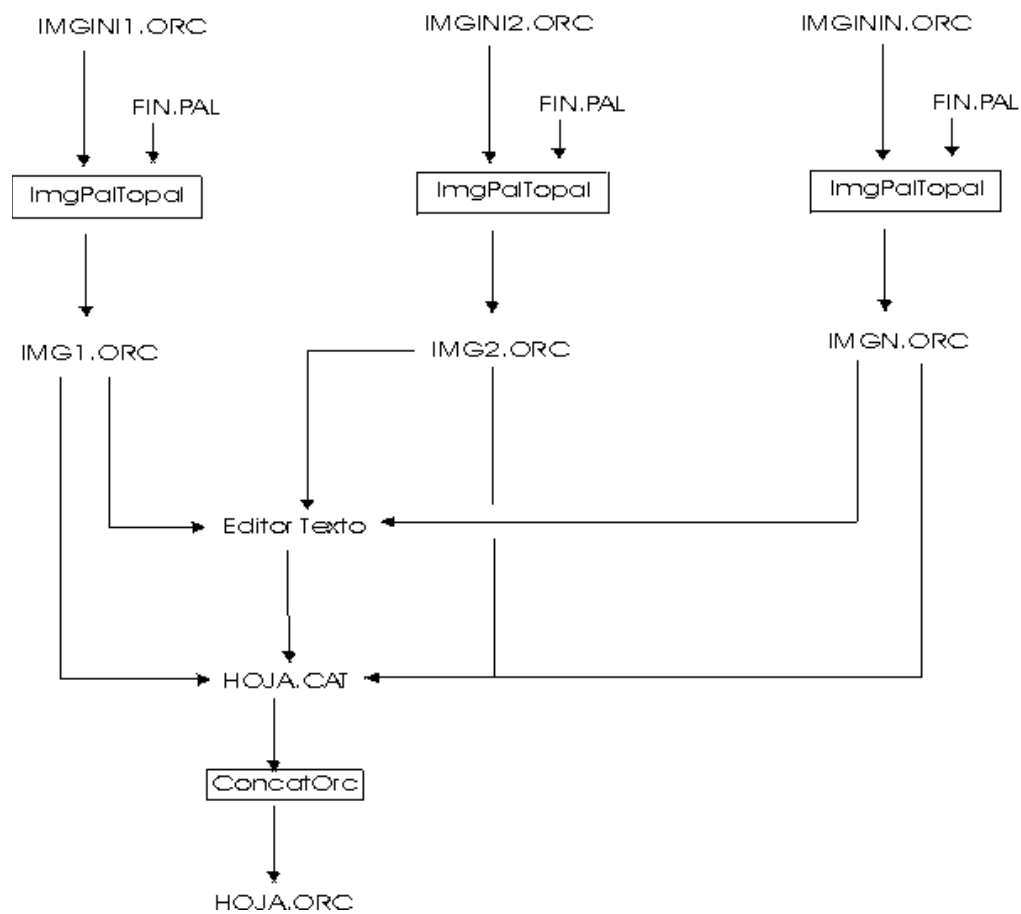 IMGINI1.ORC
IMGINI2.ORC
IMGININ.ORC
FIN.PAL
FIN.PAL
FIN.PAL
ImgPalTopal
ImgPalTopal
ImgPalTopal
IMG1.ORC
IMG2.ORC
IMGN.ORC
Editor Texto
HOJA.CAT
ConcatOrc
HOJA.ORC